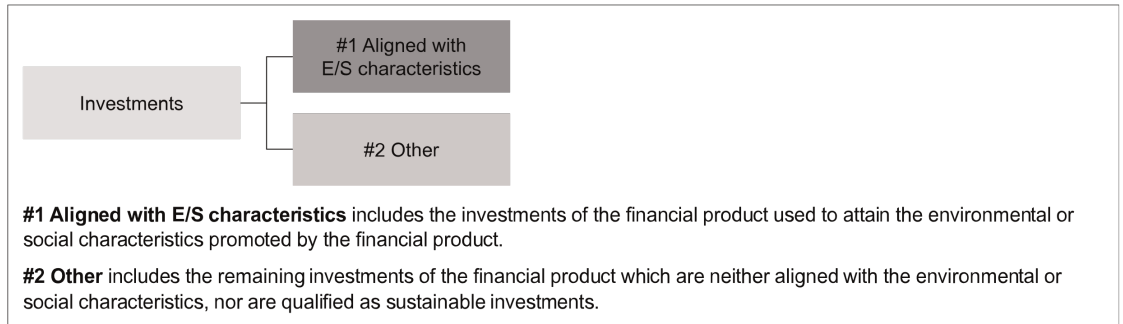 #1 Aligned with
E/S characteristics
Investments
#2 Other
#1 Aligned with E/S characteristics includes the investments of the financial product used to attain the environmental or
social characteristics promoted by the financial product.
#2 Other includes the remaining investments of the financial product which are neither aligned with the environmental or
social characteristics, nor are qualified as sustainable investments.